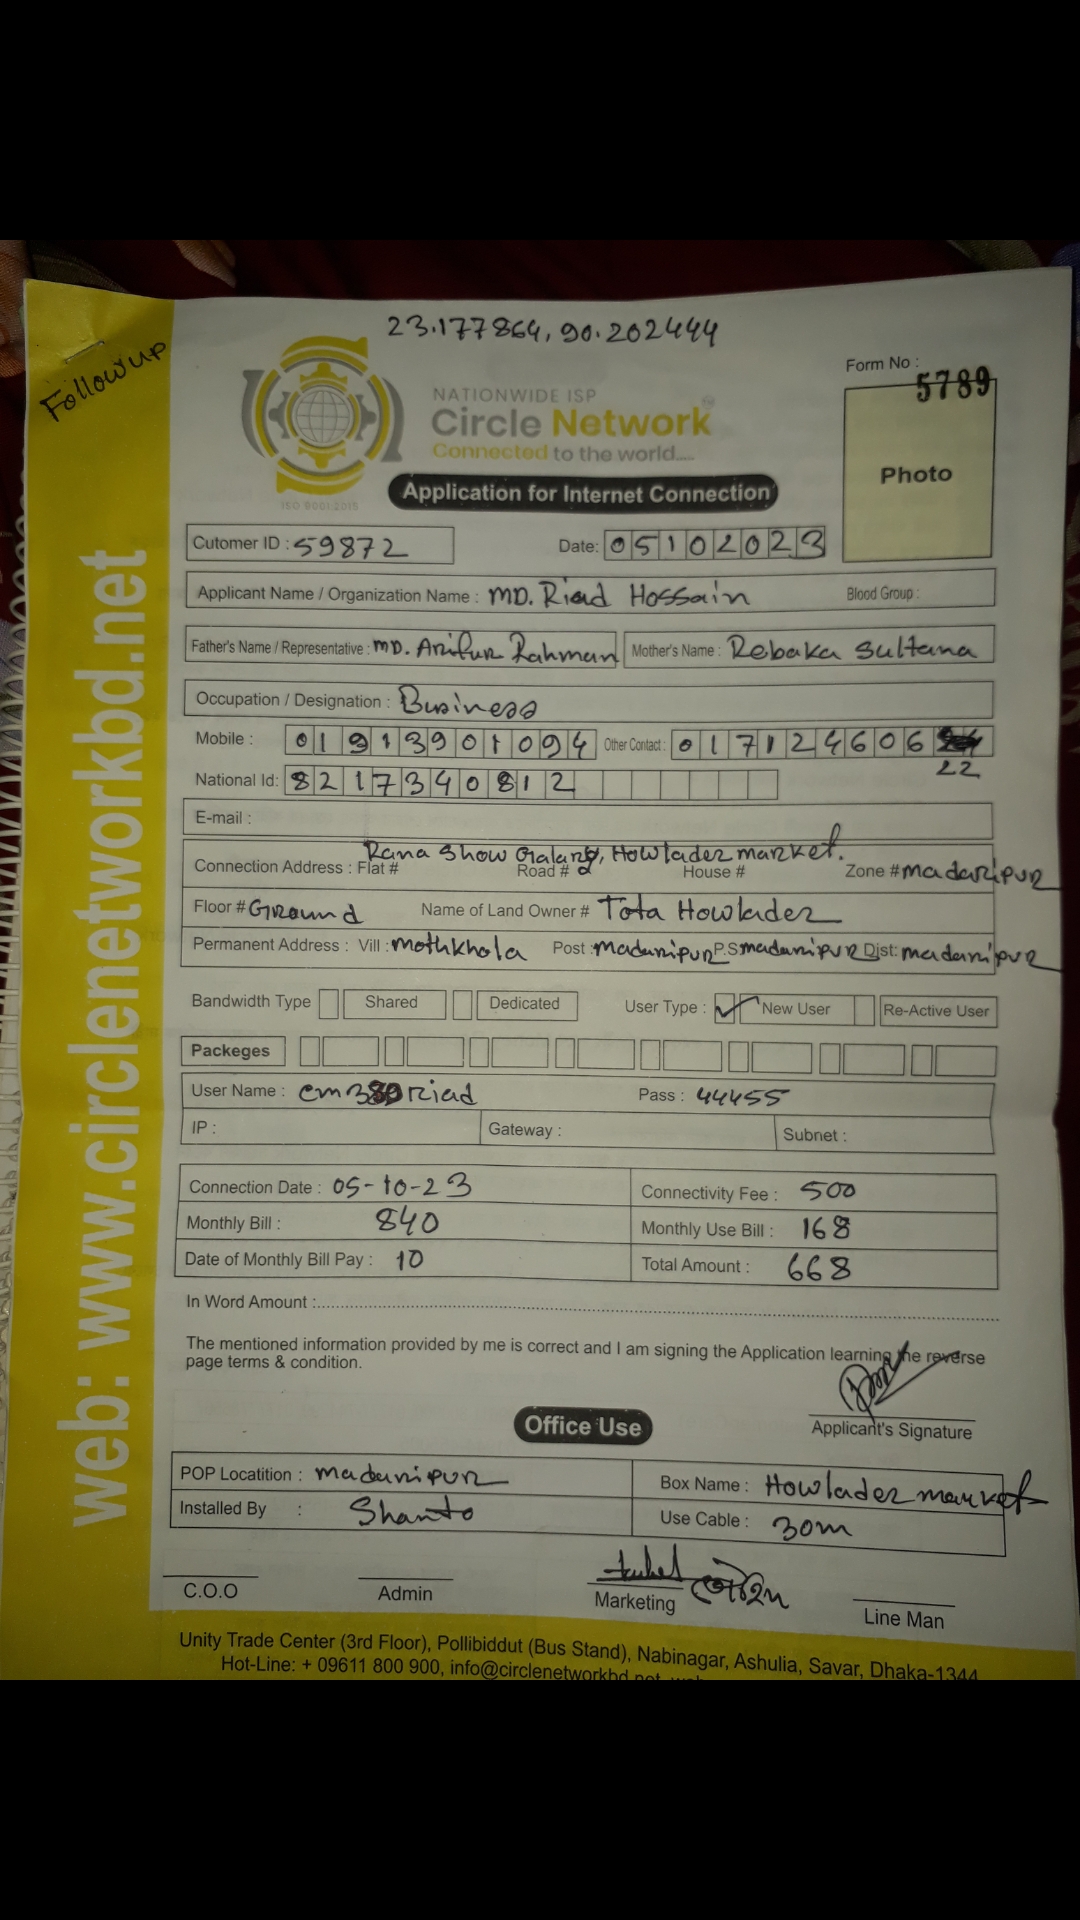 23.177864, 90.202444
Followup
Form No :
5789
NATIONWIDE ISP
Circle Network
Connected to the world....
ISO 9001:2015
Photo
Application for Internet Connection
Cutomer ID : 59872 Date: 05102023
Applicant Name / Organization Name : MD. Riad Hossain Blood Group :
Father's Name / Representative : MD. Arifur Rahman Mother's Name : Rebaka Sultana
Occupation / Designation : Business
Mobile : 01913901094 Other Contact : 017124606
22
National Id: 8217340812
E-mail :
Rana Show Galary, Howlader market.
Connection Address : Flat # Road # House # Zone # madaripur
Floor # Ground Name of Land Owner # Tota Howlader
Permanent Address : Vill : Mothkhola Post : Madaripur P.S madaripur Dist: madaripur
Bandwidth Type Shared Dedicated User Type : ✓ New User Re-Active User
Packeges
User Name : cm380Riad Pass : 44455
IP : Gateway : Subnet :
Connection Date : 05-10-23 Connectivity Fee : 500
Monthly Bill : 840 Monthly Use Bill : 168
Date of Monthly Bill Pay : 10 Total Amount : 668
In Word Amount :
The mentioned information provided by me is correct and I am signing the Application learning the reverse
page terms & condition.
Applicant's Signature
Office Use
POP Locatition : Madaripur Box Name : Howlader market
Installed By : Shanto Use Cable : 30m
C.O.O Admin Marketing Line Man
Unity Trade Center (3rd Floor), Pollibiddut (Bus Stand), Nabinagar, Ashulia, Savar, Dhaka-1344
Hot-Line: + 09611 800 900, info@circlenetworkbd.net
web: www.circlenetworkbd.net